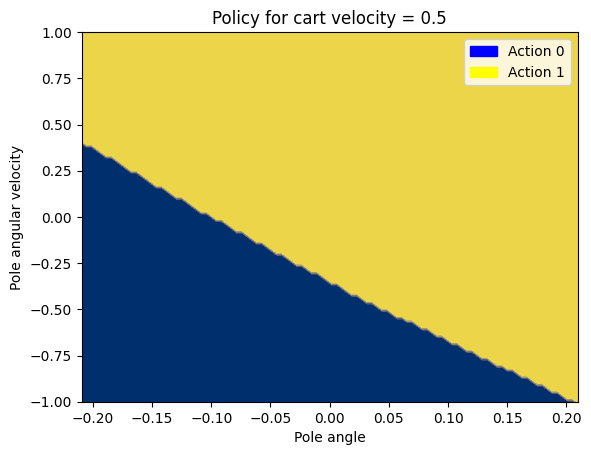 Policy for cart velocity = 0.5
Action 0
Action 1
1.00
0.75
0.50
0.25
0.00
−0.25
−0.50
−0.75
−1.00
Pole angular velocity
−0.20 −0.15 −0.10 −0.05 0.00 0.05 0.10 0.15 0.20
Pole angle